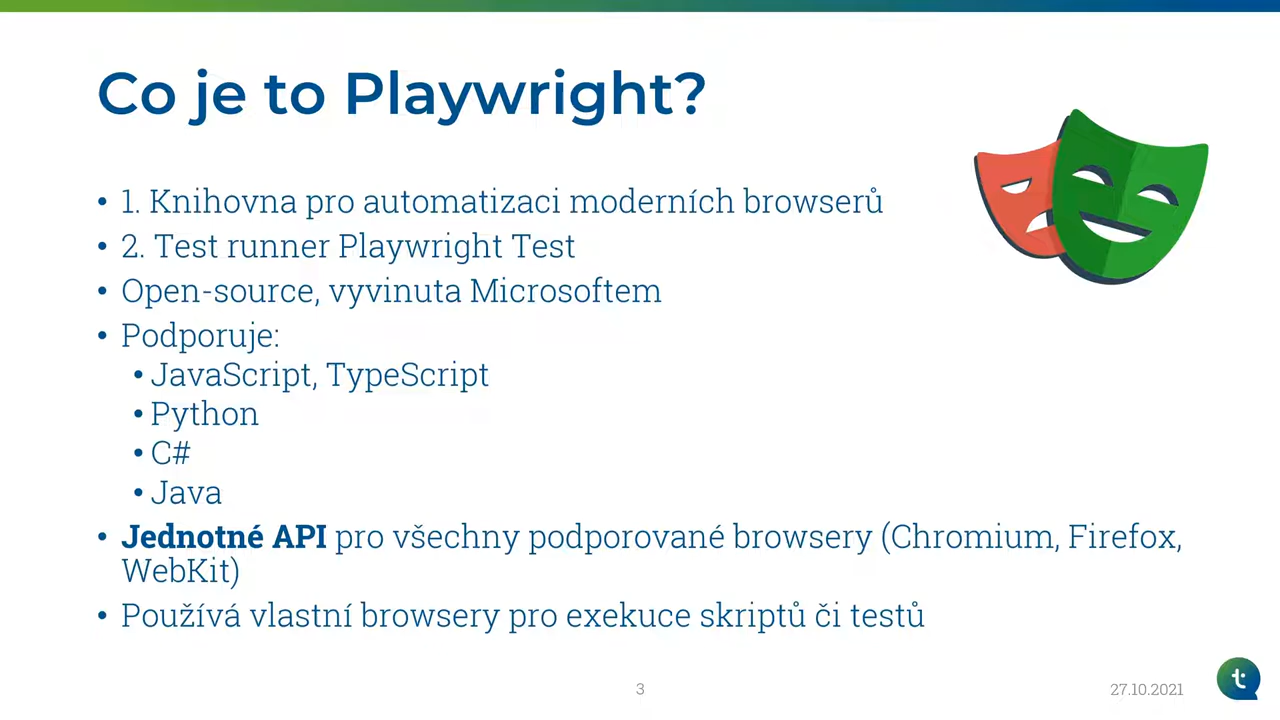 Co je to Playwright?
• 1. Knihovna pro automatizaci moderních browserů
• 2. Test runner Playwright Test
• Open-source, vyvinuta Microsoftem
• Podporuje:
• JavaScript, TypeScript
• Python
• C#
• Java
• Jednotné API pro všechny podporované browsery (Chromium, Firefox,
WebKit)
• Používá vlastní browsery pro exekuce skriptů či testů
3
27.10.2021
t